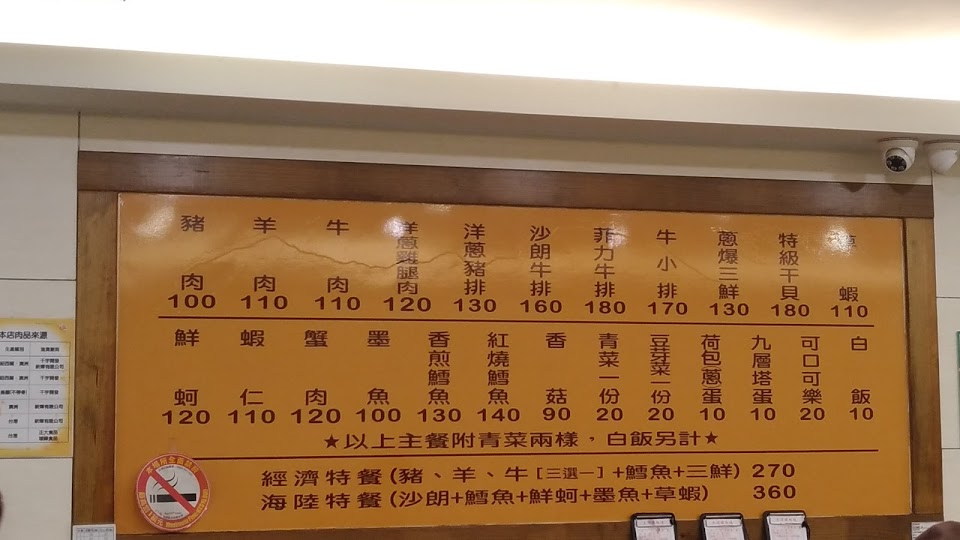 豬肉 100
羊肉 110
牛肉 110
洋蔥雞腿肉 120
洋蔥豬排 130
沙朗牛排 160
菲力牛排 180
牛小排 170
蔥爆三鮮 130
特級干貝 180
草蝦 110
鮮蚵 120
蝦仁 110
蟹肉 120
墨魚 100
香煎鱈魚 130
紅燒鱈魚 140
香菇 90
青菜一份 20
豆芽菜一份 20
荷包蔥蛋 10
九層塔蛋 10
可口可樂 20
白飯 10
★以上主餐附青菜兩樣，白飯另計★
經濟特餐(豬、羊、牛[三選一]+鱈魚+三鮮) 270
海陸特餐(沙朗+鱈魚+鮮蚵+墨魚+草蝦) 360
本店肉品來源